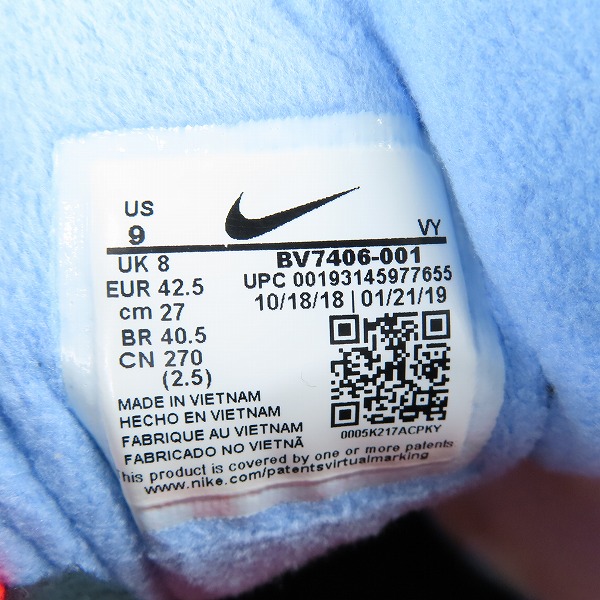 US
9
VY
UK 8
BV7406-001
EUR 42.5
UPC 00193145977655
cm 27
10/18/18 | 01/21/19
BR 40.5
CN 270
(2.5)
MADE IN VIETNAM
HECHO EN VIETNAM
FABRIQUE AU VIETNAM
FABRICADO NO VIETNÃ
0005K217ACPKY
This product is covered by one or more patents
www.nike.com/patentsvirtualmarking